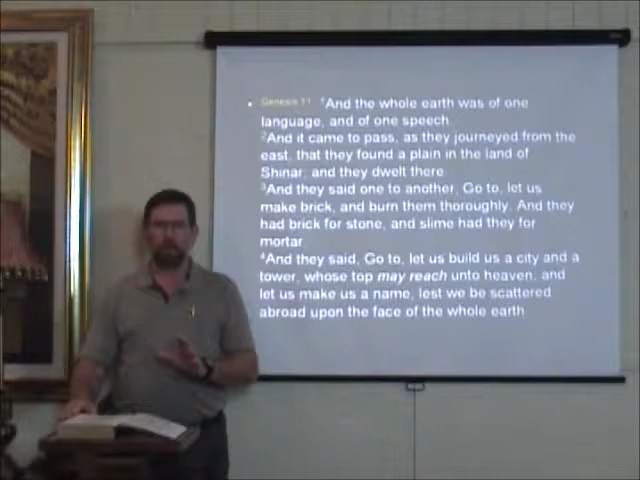 • Genesis 11 ¹And the whole earth was of one
language, and of one speech.
²And it came to pass, as they journeyed from the
east, that they found a plain in the land of
Shinar; and they dwelt there
³And they said one to another, Go to, let us
make brick, and burn them thoroughly. And they
had brick for stone, and slime had they for
mortar
⁴And they said, Go to, let us build us a city and a
tower, whose top may reach unto heaven; and
let us make us a name, lest we be scattered
abroad upon the face of the whole earth